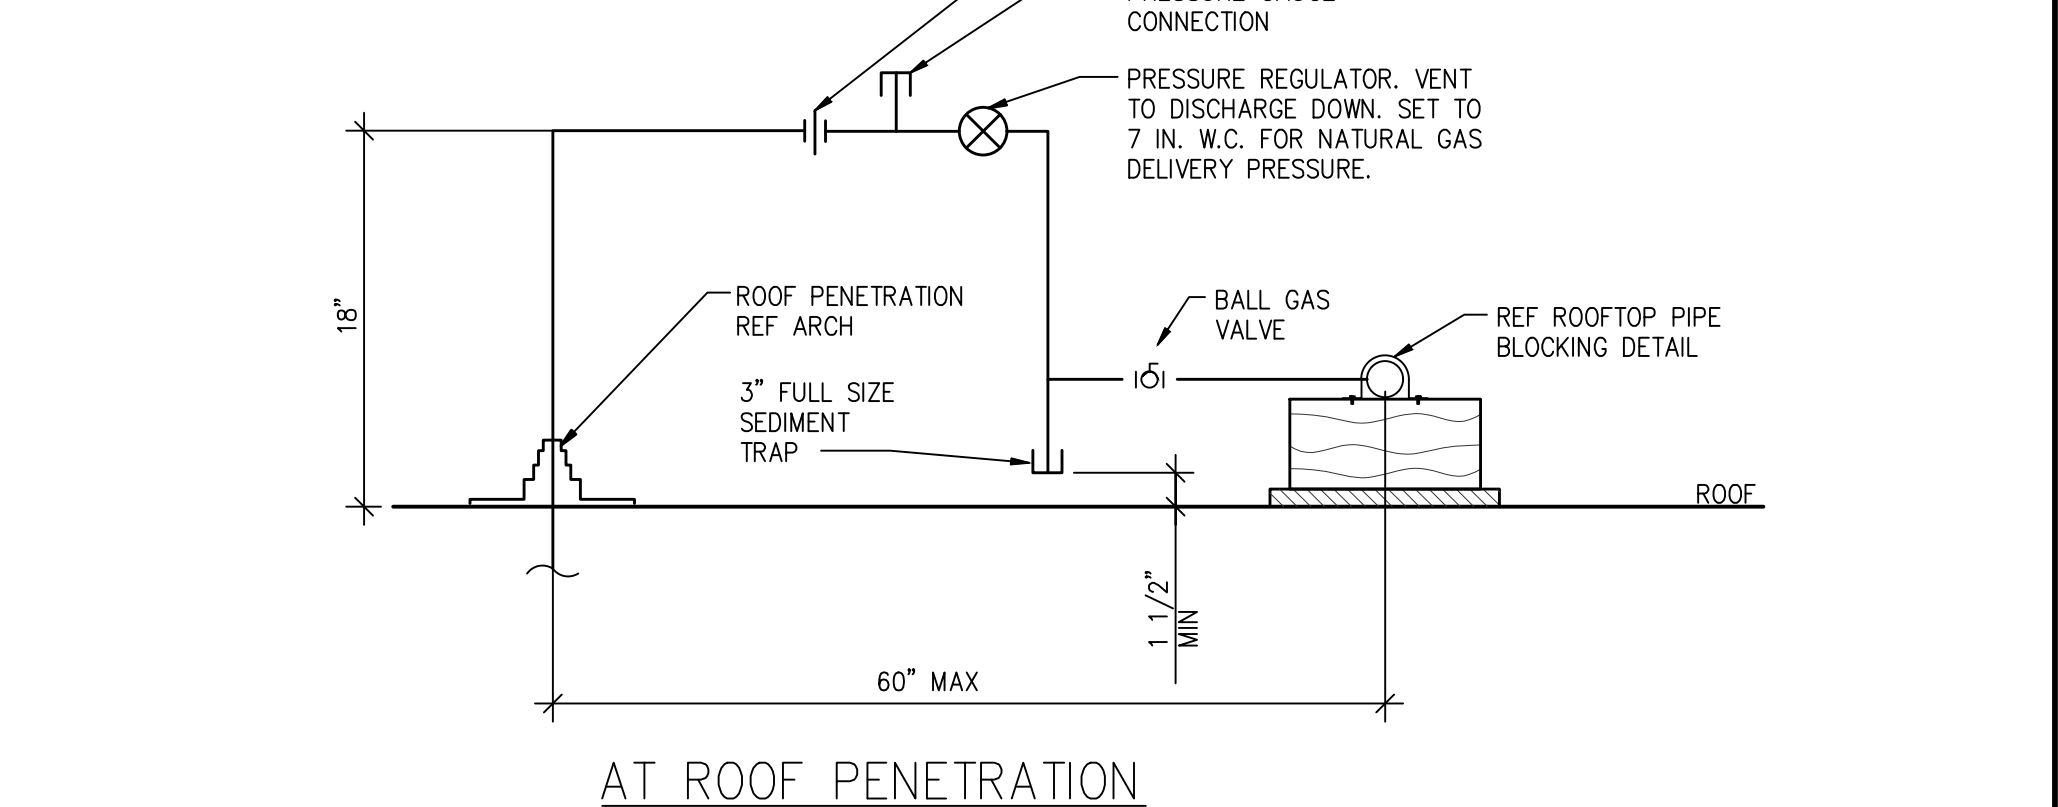 CONNECTION
PRESSURE REGULATOR. VENT
TO DISCHARGE DOWN. SET TO
7 IN. W.C. FOR NATURAL GAS
DELIVERY PRESSURE.
18"
ROOF PENETRATION
REF ARCH
BALL GAS
VALVE
REF ROOFTOP PIPE
BLOCKING DETAIL
3" FULL SIZE
SEDIMENT
TRAP
ROOF
1 1/2"
MIN
60" MAX
AT ROOF PENETRATION